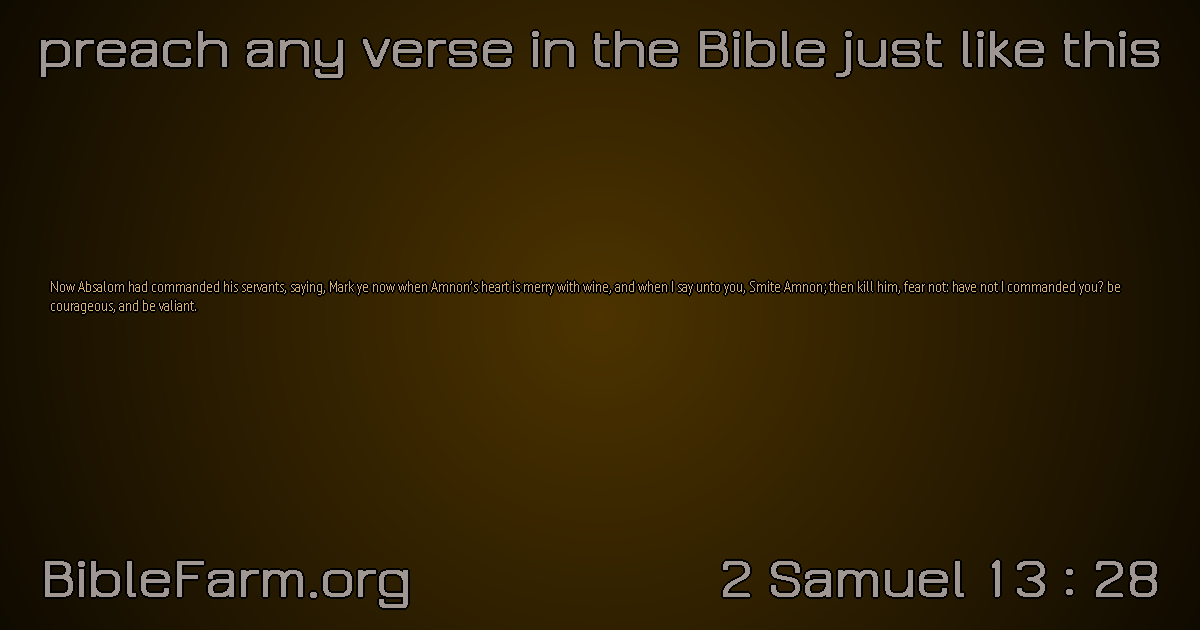 preach any verse in the Bible just like this
Now Absalom had commanded his servants, saying, Mark ye now when Amnon's heart is merry with wine, and when I say unto you, Smite Amnon; then kill him, fear not: have not I commanded you? be
courageous, and be valiant.
BibleFarm.org
2 Samuel 13 : 28